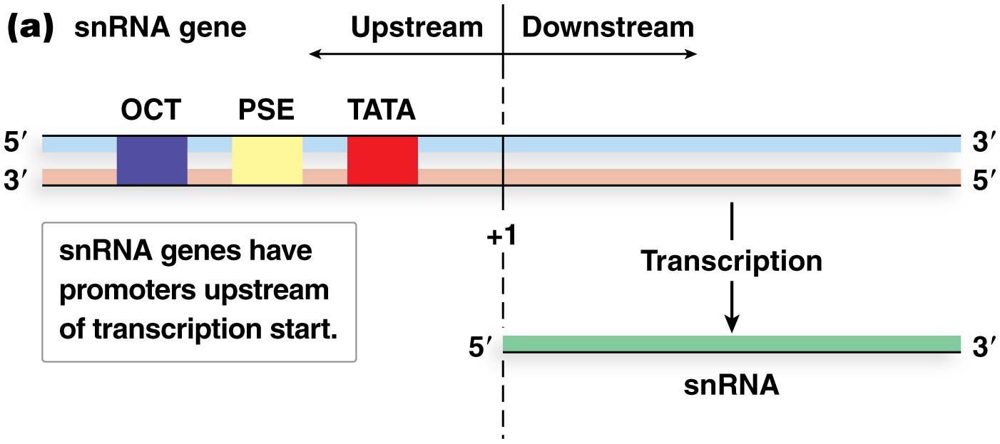 (a) snRNA gene Upstream Downstream
OCT PSE TATA
5′ 3′
3′ 5′
+1
snRNA genes have
promoters upstream
of transcription start.
Transcription
5′ 3′
snRNA